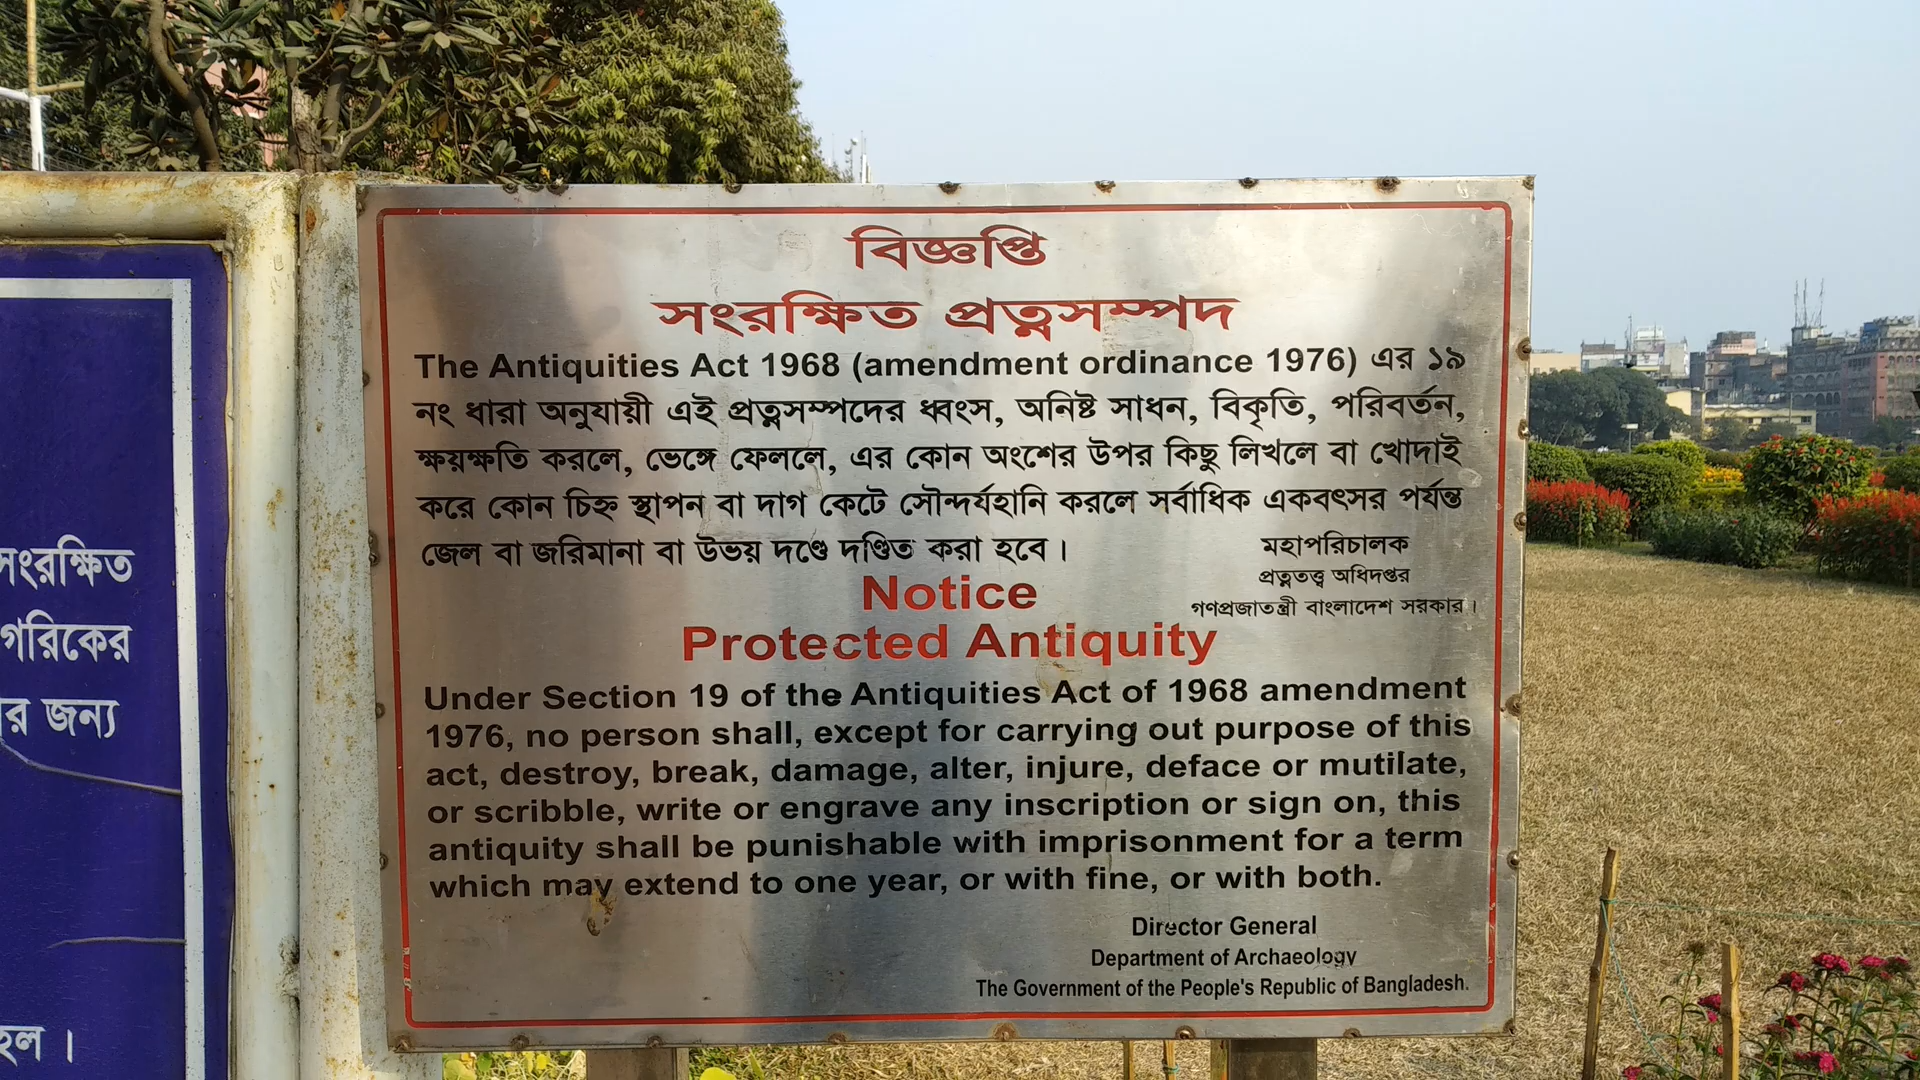 বিজ্ঞপ্তি
সংরক্ষিত প্রত্নসম্পদ
The Antiquities Act 1968 (amendment ordinance 1976) এর ১৯
নং ধারা অনুযায়ী এই প্রত্নসম্পদের ধ্বংস, অনিষ্ট সাধন, বিকৃতি, পরিবর্তন,
ক্ষয়ক্ষতি করলে, ভেঙ্গে ফেললে, এর কোন অংশের উপর কিছু লিখলে বা খোদাই
করে কোন চিহ্ন স্থাপন বা দাগ কেটে সৌন্দর্যহানি করলে সর্বাধিক একবৎসর পর্যন্ত
জেল বা জরিমানা বা উভয় দণ্ডে দণ্ডিত করা হবে ।
মহাপরিচালক
প্রত্নতত্ত্ব অধিদপ্তর
গণপ্রজাতন্ত্রী বাংলাদেশ সরকার ।
Notice
Protected Antiquity
Under Section 19 of the Antiquities Act of 1968 amendment
1976, no person shall, except for carrying out purpose of this
act, destroy, break, damage, alter, injure, deface or mutilate,
or scribble, write or engrave any inscription or sign on, this
antiquity shall be punishable with imprisonment for a term
which may extend to one year, or with fine, or with both.
Director General
Department of Archaeology
The Government of the People's Republic of Bangladesh.
সংরক্ষিত
গরিকের
র জন্য
হল ।